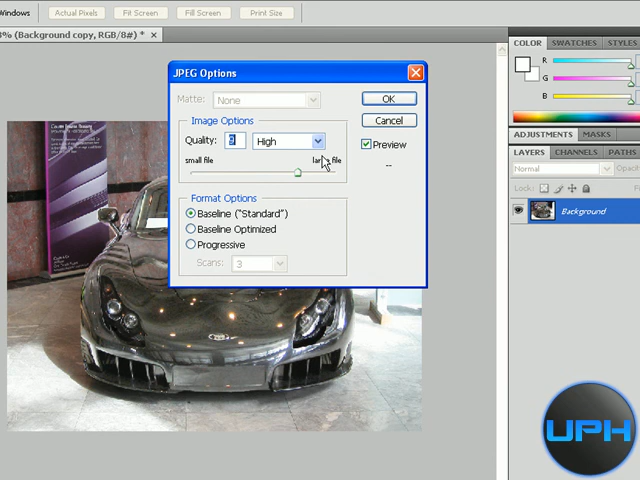 Windows
Actual Pixels
Fit Screen
Fill Screen
Print Size
% (Background copy, RGB/8#) *
COLOR
SWATCHES
STYLES
R
G
B
ADJUSTMENTS
MASKS
LAYERS
CHANNELS
PATHS
Normal
Lock:
Background
JPEG Options
Matte:
None
OK
Cancel
Preview
--
Image Options
Quality:
9
High
small file
file
Format Options
Baseline ("Standard")
Baseline Optimized
Progressive
Scans:
3
UPH